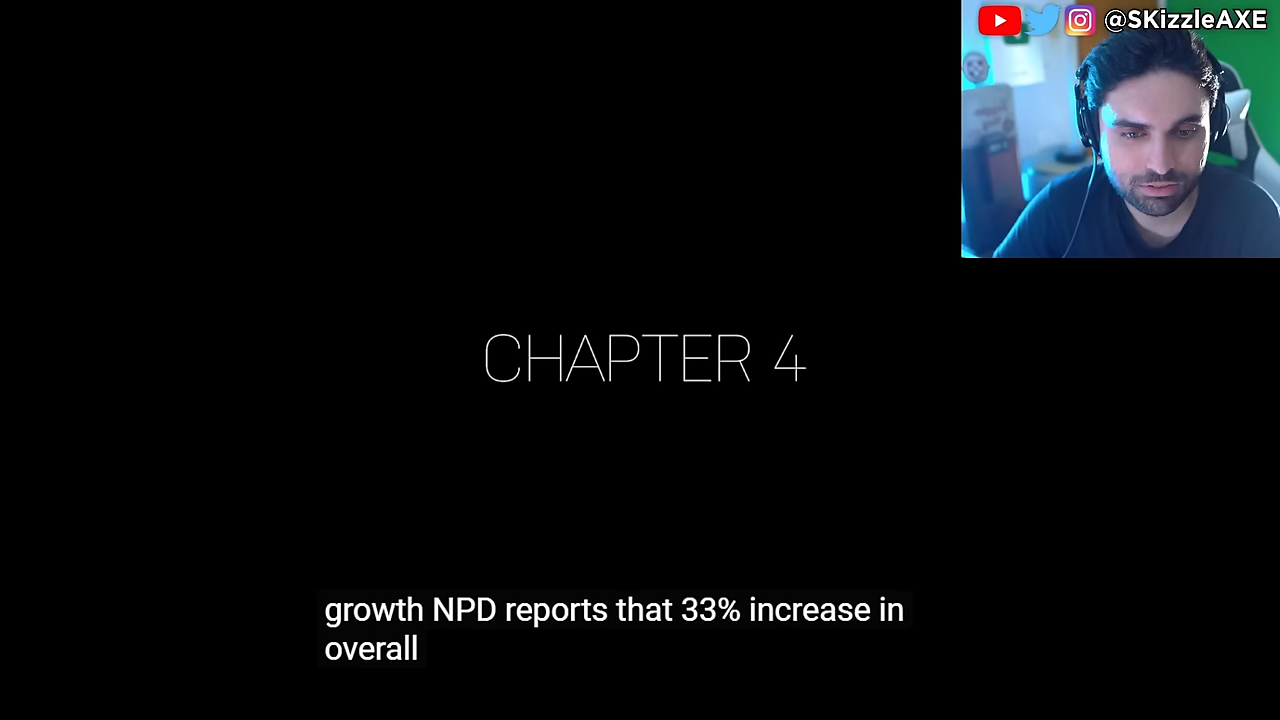 @SKizzleAXE
CHAPTER 4
growth NPD reports that 33% increase in
overall